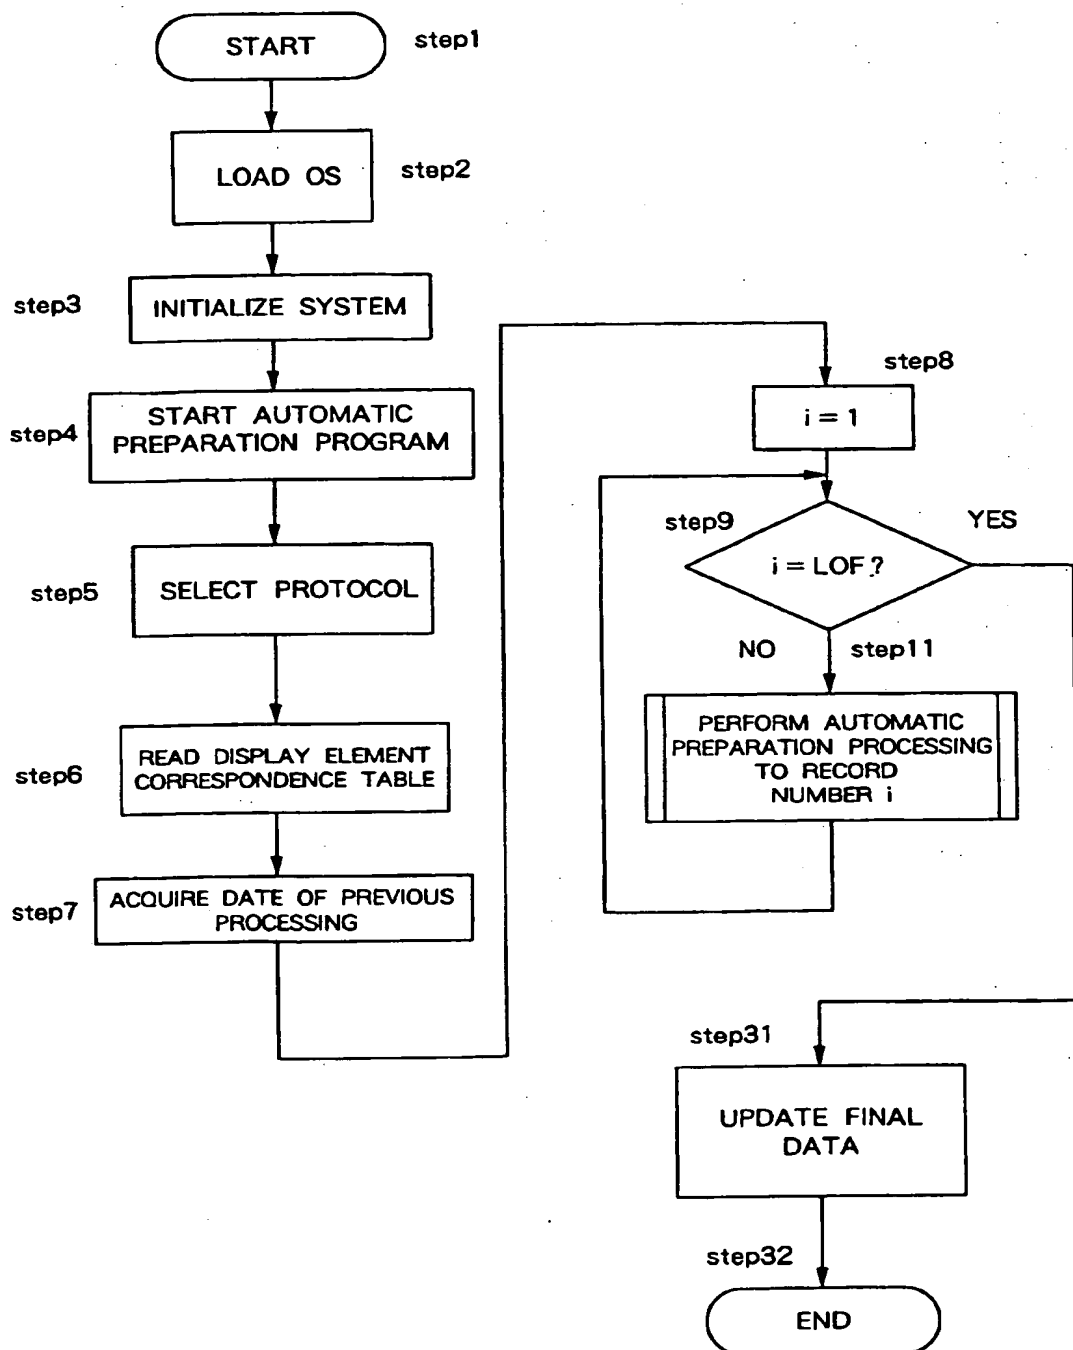 START
step1
LOAD OS
step2
step3
INITIALIZE SYSTEM
step4
START AUTOMATIC
PREPARATION PROGRAM
step5
SELECT PROTOCOL
step6
READ DISPLAY ELEMENT
CORRESPONDENCE TABLE
step7
ACQUIRE DATE OF PREVIOUS
PROCESSING
step8
i = 1
step9
i = LOF ?
YES
NO
step11
PERFORM AUTOMATIC
PREPARATION PROCESSING
TO RECORD
NUMBER i
step31
UPDATE FINAL
DATA
step32
END